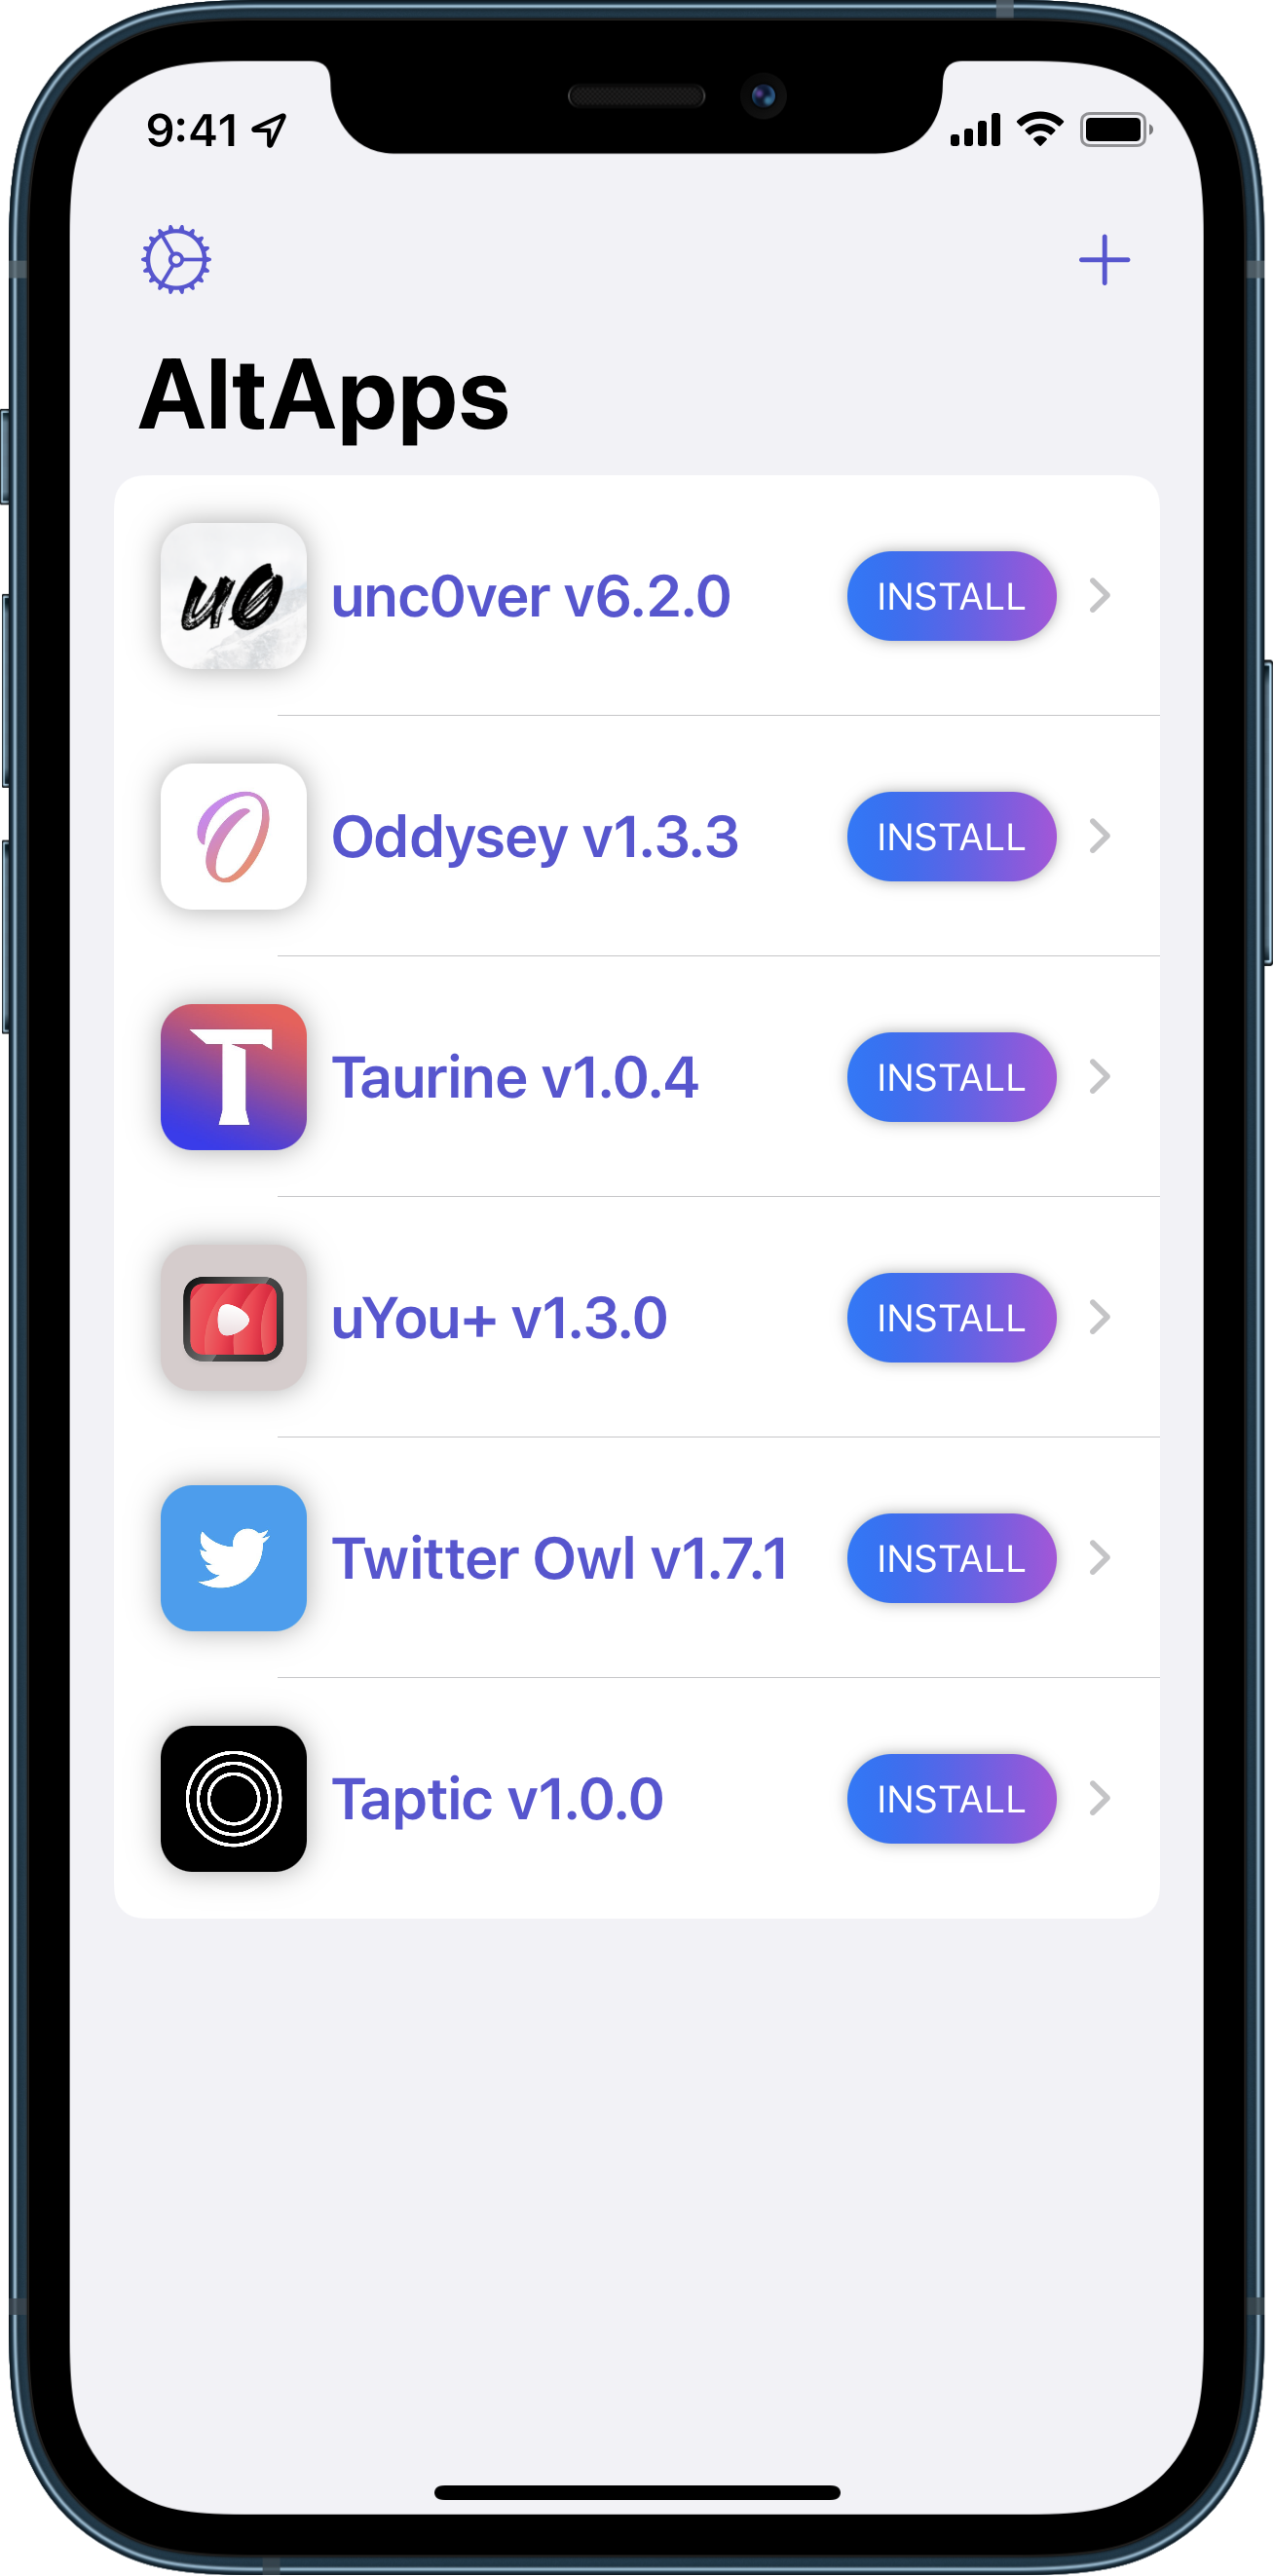 9:41
AltApps
u0
unc0ver v6.2.0
INSTALL
O
Oddysey v1.3.3
INSTALL
T
Taurine v1.0.4
INSTALL
uYou+ v1.3.0
INSTALL
Twitter Owl v1.7.1
INSTALL
Taptic v1.0.0
INSTALL